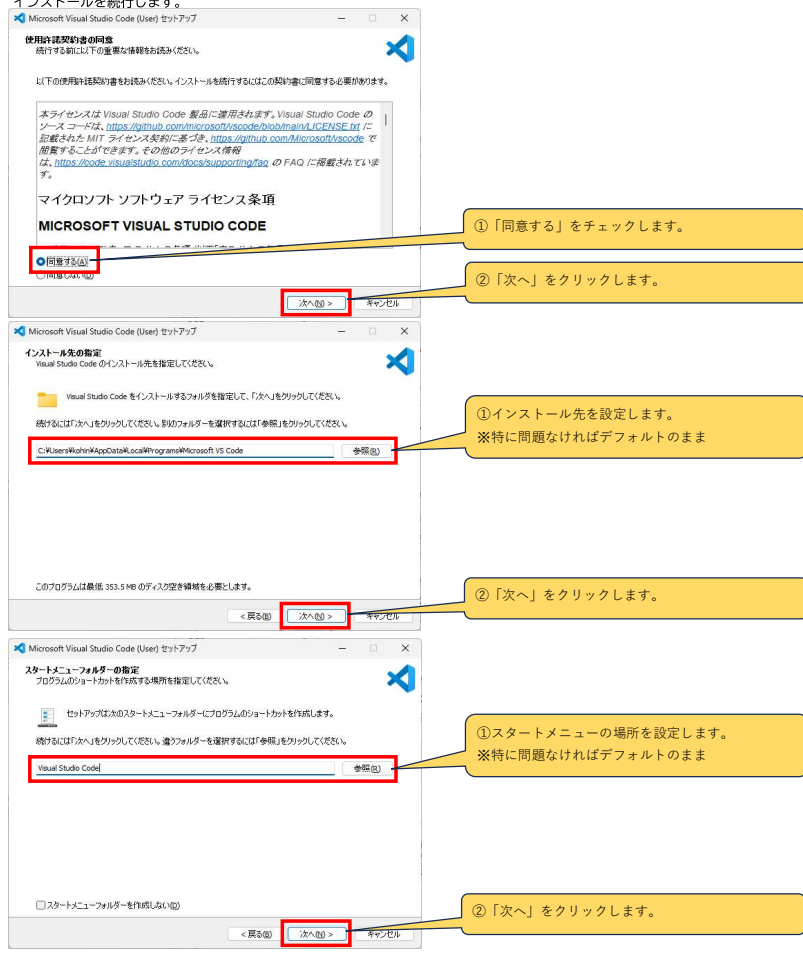 インストールを続行します。
Microsoft Visual Studio Code (User) セットアップ
使用許諾契約書の同意
続行する前に以下の重要な情報をお読みください。
以下の使用許諾契約書をお読みください。インストールを続行するにはこの契約書に同意する必要があります。
本ライセンスは Visual Studio Code 製品に適用されます。Visual Studio Code の
ソース コードは、https://github.com/microsoft/vscode/blob/main/LICENSE.txt に
記載された MIT ライセンス契約に基づき、https://github.com/Microsoft/vscode で
閲覧することができます。その他のライセンス情報
は、https://code.visualstudio.com/docs/supporting/faq の FAQ に掲載されていま
す。
マイクロソフト ソフトウェア ライセンス条項
MICROSOFT VISUAL STUDIO CODE
①「同意する」をチェックします。
同意する(A)
同意しない(D)
②「次へ」をクリックします。
次へ(N) >
キャンセル
Microsoft Visual Studio Code (User) セットアップ
インストール先の指定
Visual Studio Code のインストール先を指定してください。
Visual Studio Code をインストールするフォルダを指定して、「次へ」をクリックしてください。
続けるには「次へ」をクリックしてください。別のフォルダーを選択するには「参照」をクリックしてください。
①インストール先を設定します。
※特に問題なければデフォルトのまま
C:¥Users¥kohin¥AppData¥Local¥Programs¥Microsoft VS Code
参照(R)
このプログラムは最低 353.5 MB のディスク空き領域を必要とします。
②「次へ」をクリックします。
< 戻る(B)
次へ(N) >
キャンセル
Microsoft Visual Studio Code (User) セットアップ
スタートメニューフォルダーの指定
プログラムのショートカットを作成する場所を指定してください。
セットアップは次のスタートメニューフォルダーにプログラムのショートカットを作成します。
続けるには「次へ」をクリックしてください。違うフォルダーを選択するには「参照」をクリックしてください。
①スタートメニューの場所を設定します。
※特に問題なければデフォルトのまま
Visual Studio Code
参照(R)
スタートメニューフォルダーを作成しない(D)
②「次へ」をクリックします。
< 戻る(B)
次へ(N) >
キャンセル